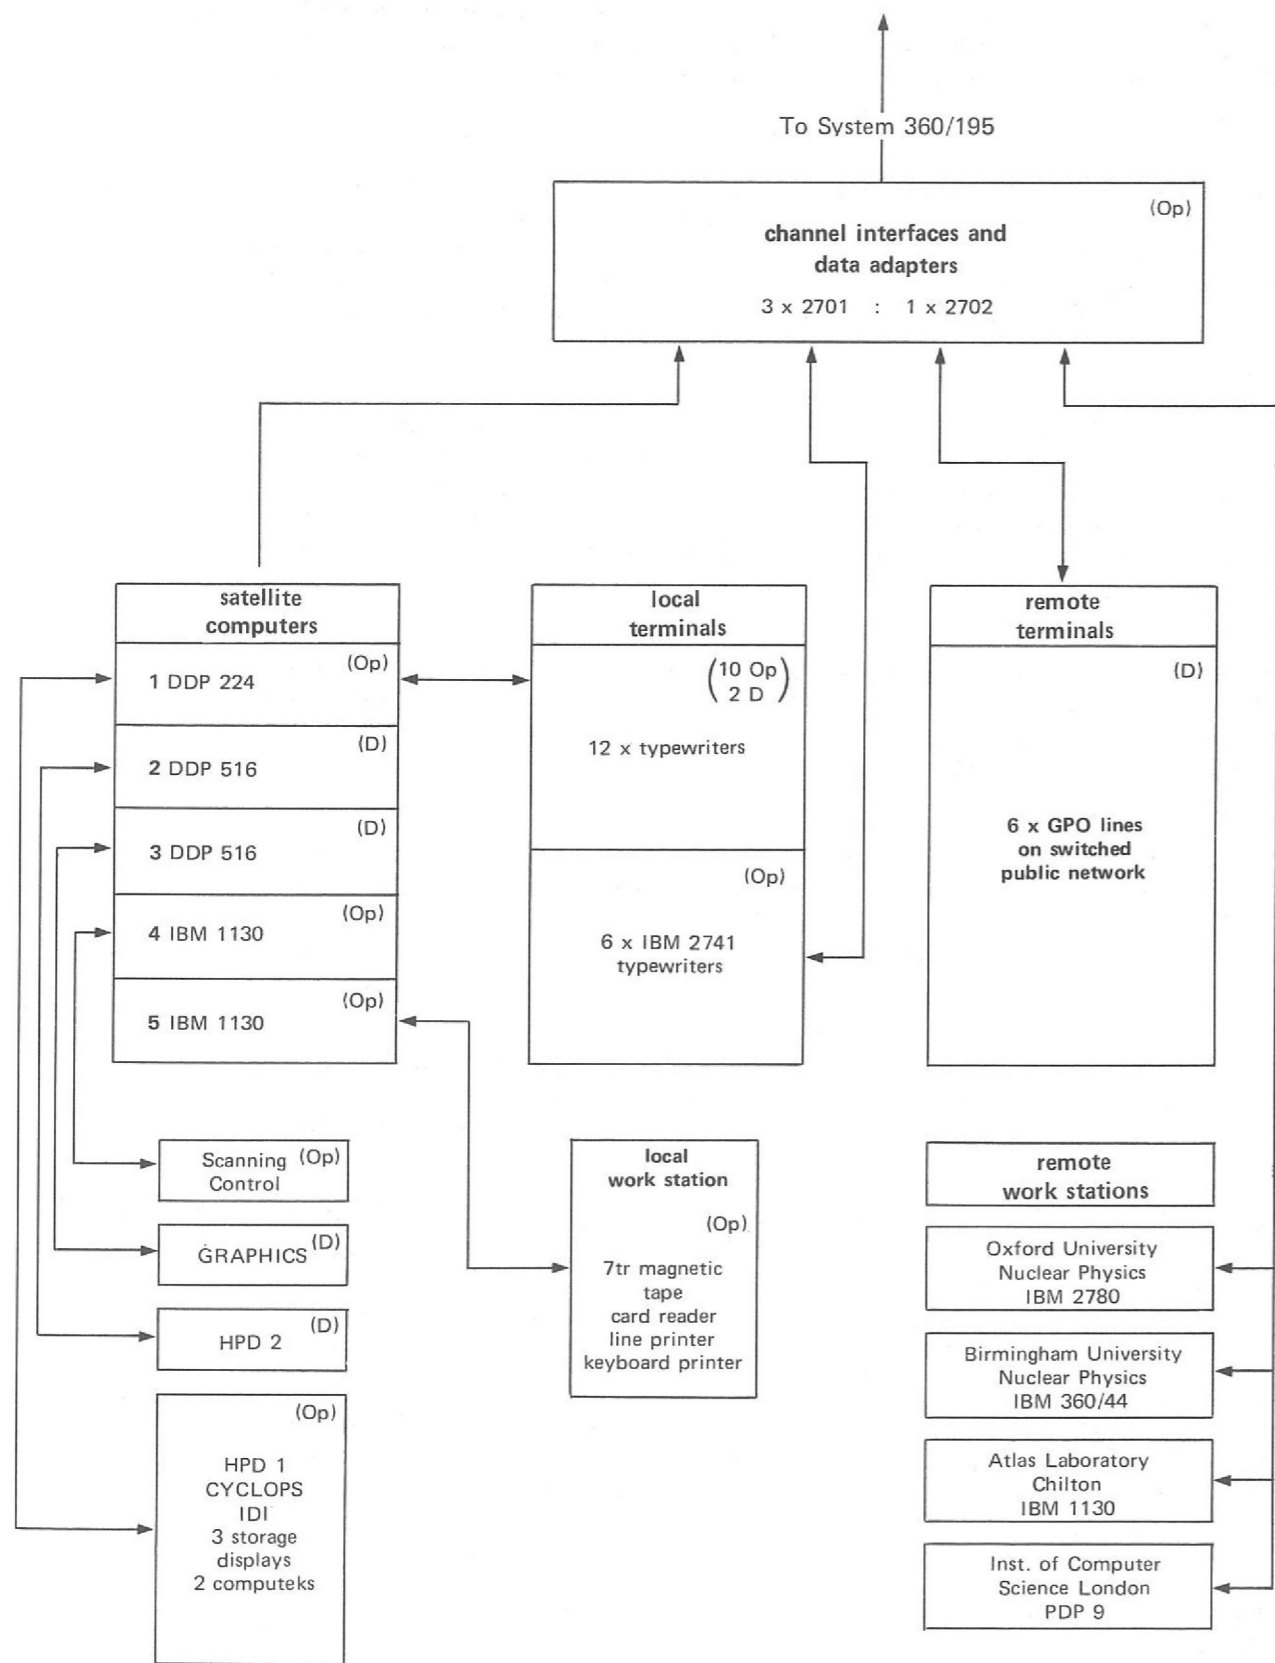 To System 360/195
(Op)
channel interfaces and
data adapters
3 x 2701 : 1 x 2702
satellite
computers
(Op)
1 DDP 224
(D)
2 DDP 516
(D)
3 DDP 516
(Op)
4 IBM 1130
(Op)
5 IBM 1130
local
terminals
(10 Op
2 D)
12 x typewriters
(Op)
6 x IBM 2741
typewriters
remote
terminals
(D)
6 x GPO lines
on switched
public network
Scanning (Op)
Control
GRAPHICS (D)
HPD 2 (D)
(Op)
HPD 1
CYCLOPS
IDI
3 storage
displays
2 computeks
local
work station
(Op)
7tr magnetic
tape
card reader
line printer
keyboard printer
remote
work stations
Oxford University
Nuclear Physics
IBM 2780
Birmingham University
Nuclear Physics
IBM 360/44
Atlas Laboratory
Chilton
IBM 1130
Inst. of Computer
Science London
PDP 9